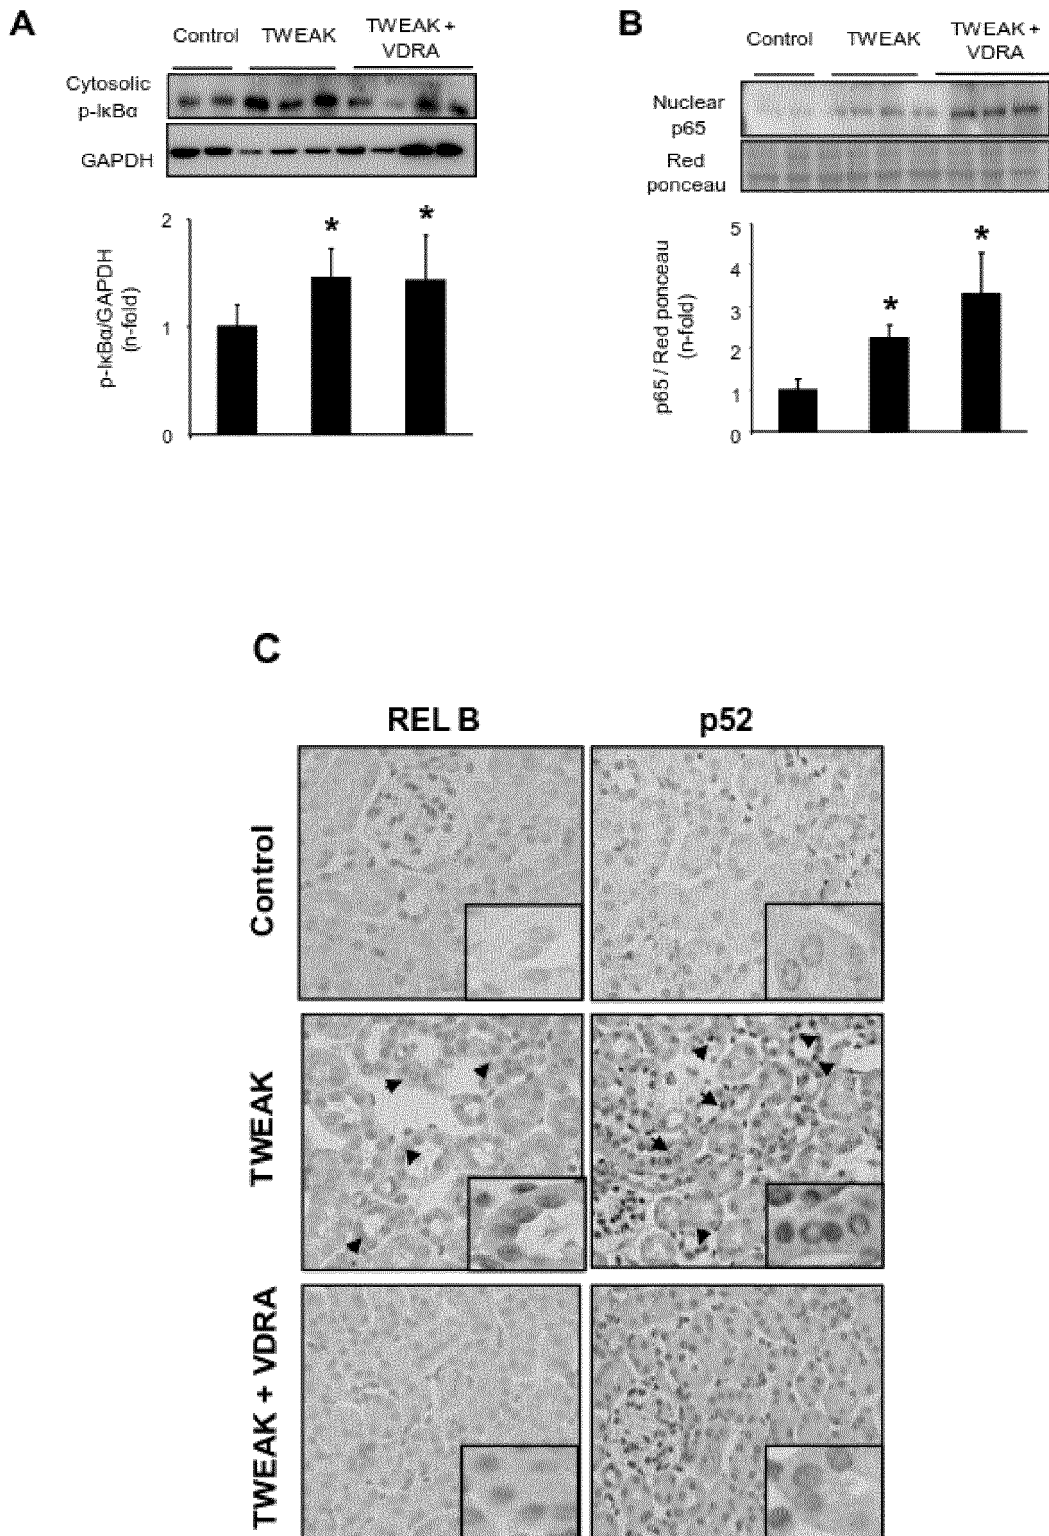 A
Control
TWEAK
TWEAK +
VDRA
Cytosolic
p-IκBα
GAPDH
p-IκBα/GAPDH
(n-fold)
2
*
*
1
0
B
Control
TWEAK
TWEAK +
VDRA
Nuclear
p65
Red
ponceau
p65 / Red ponceau
(n-fold)
5
4
3
2
1
0
*
*
C
REL B
p52
Control
TWEAK
TWEAK + VDRA